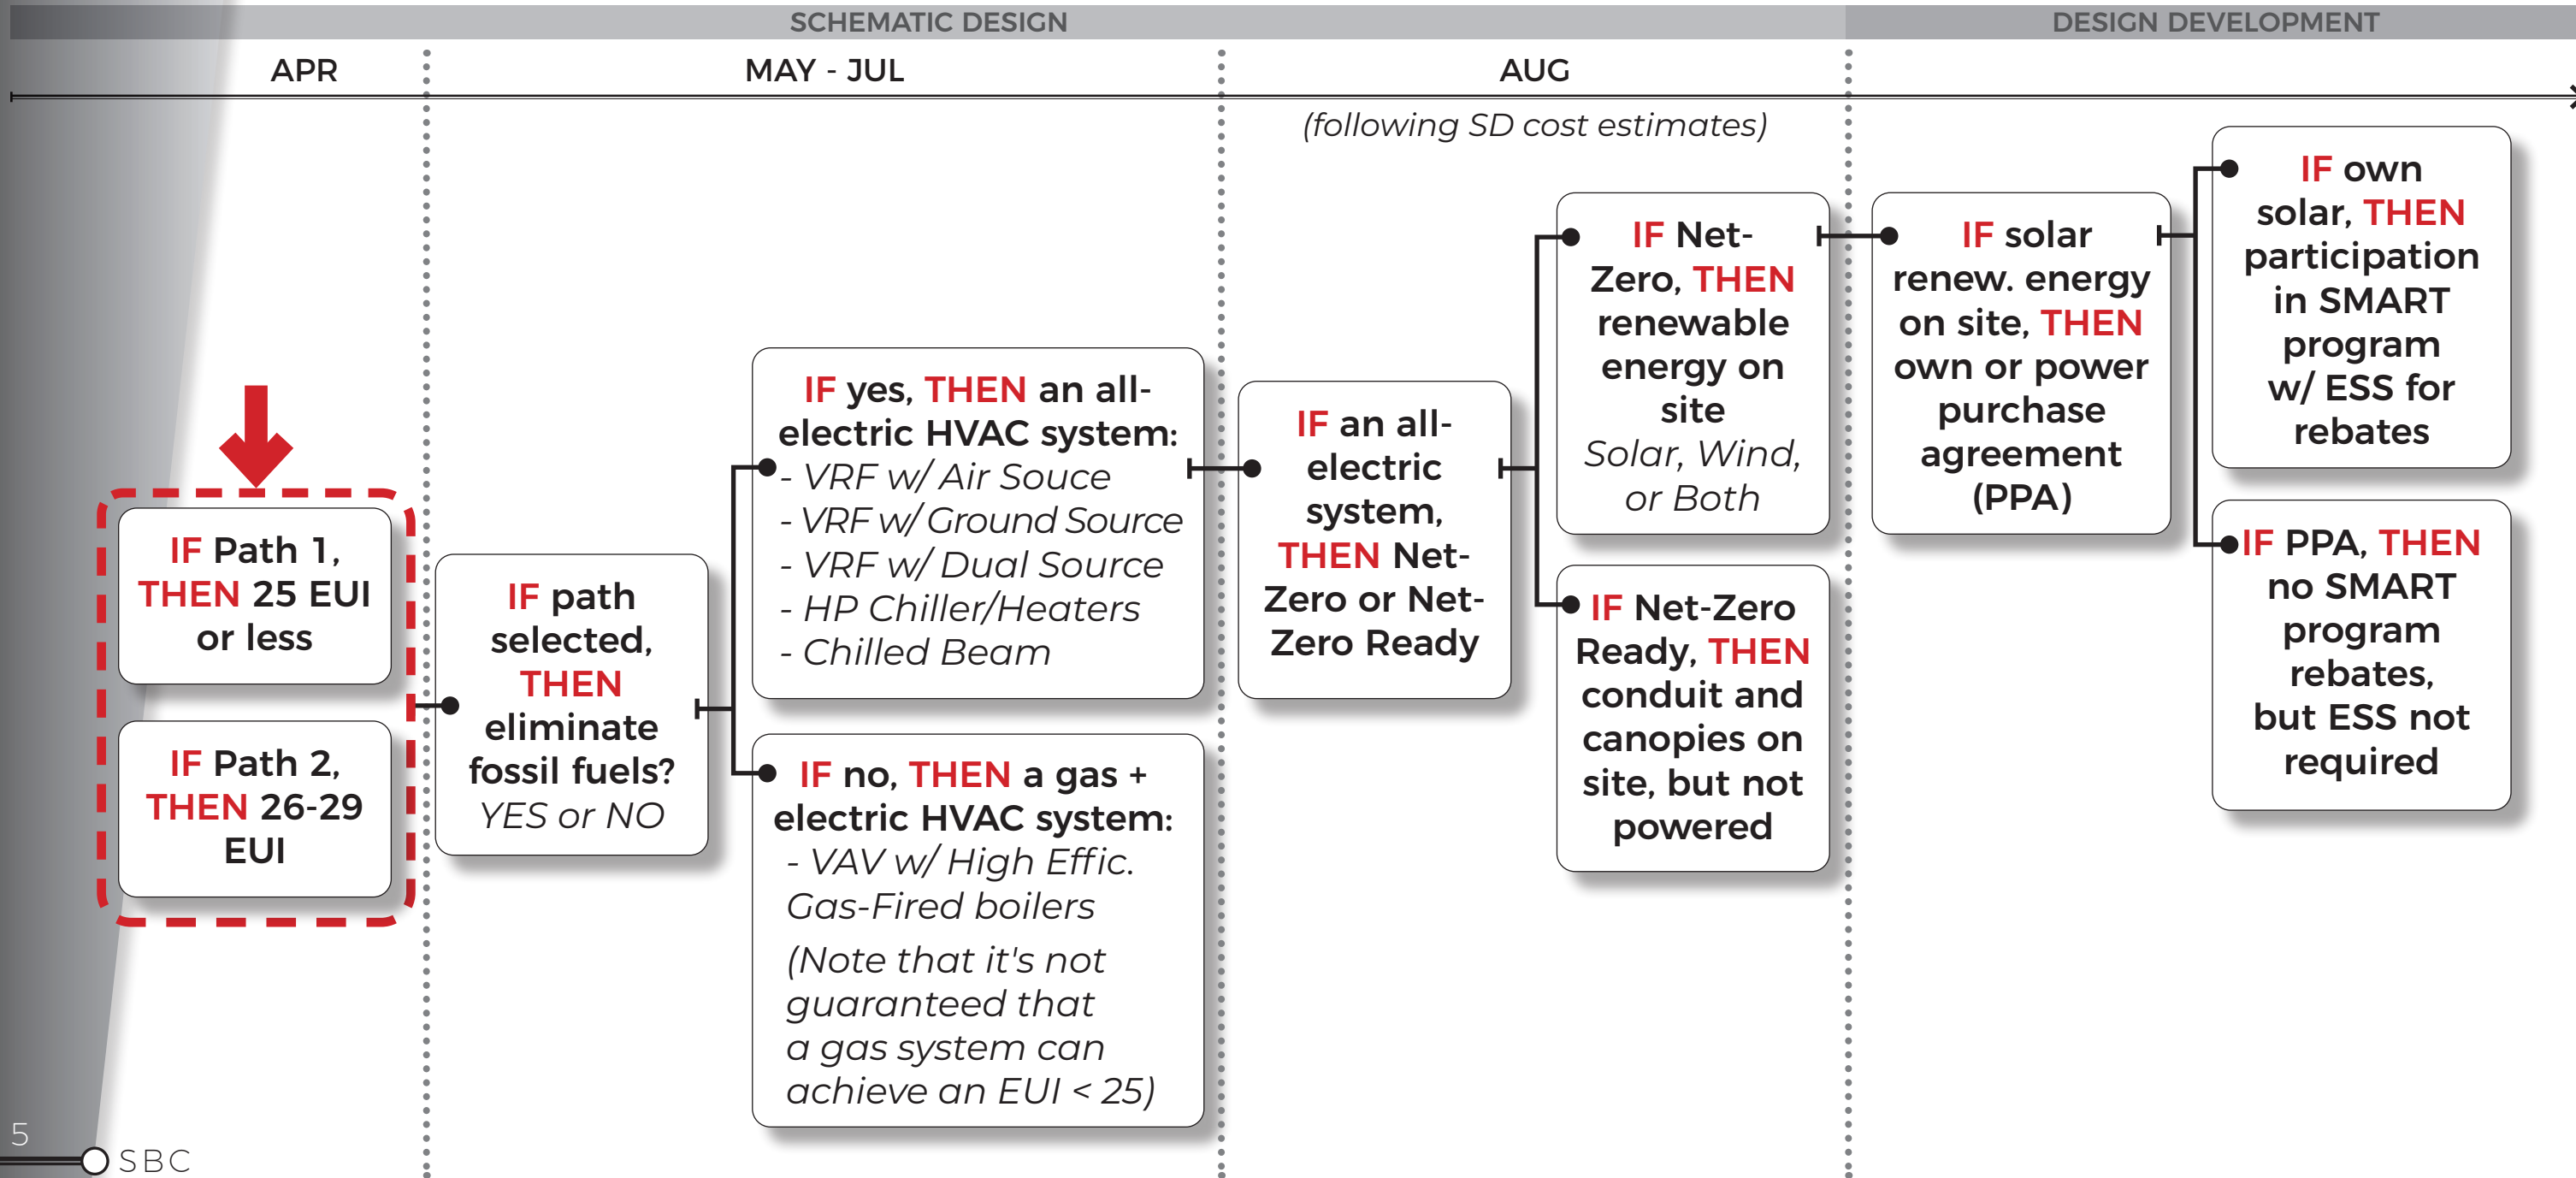 SCHEMATIC DESIGN
DESIGN DEVELOPMENT
APR
MAY - JUL
AUG
(following SD cost estimates)
IF Path 1,
THEN 25 EUI
or less
IF Path 2,
THEN 26-29
EUI
IF path
selected,
THEN
eliminate
fossil fuels?
YES or NO
IF yes, THEN an all-
electric HVAC system:
- VRF w/ Air Souce
- VRF w/ Ground Source
- VRF w/ Dual Source
- HP Chiller/Heaters
- Chilled Beam
IF no, THEN a gas +
electric HVAC system:
- VAV w/ High Effic.
Gas-Fired boilers
(Note that it's not
guaranteed that
a gas system can
achieve an EUI < 25)
IF an all-
electric
system,
THEN Net-
Zero or Net-
Zero Ready
IF Net-
Zero, THEN
renewable
energy on
site
Solar, Wind,
or Both
IF Net-Zero
Ready, THEN
conduit and
canopies on
site, but not
powered
IF solar
renew. energy
on site, THEN
own or power
purchase
agreement
(PPA)
IF own
solar, THEN
participation
in SMART
program
w/ ESS for
rebates
IF PPA, THEN
no SMART
program
rebates,
but ESS not
required
5
SBC